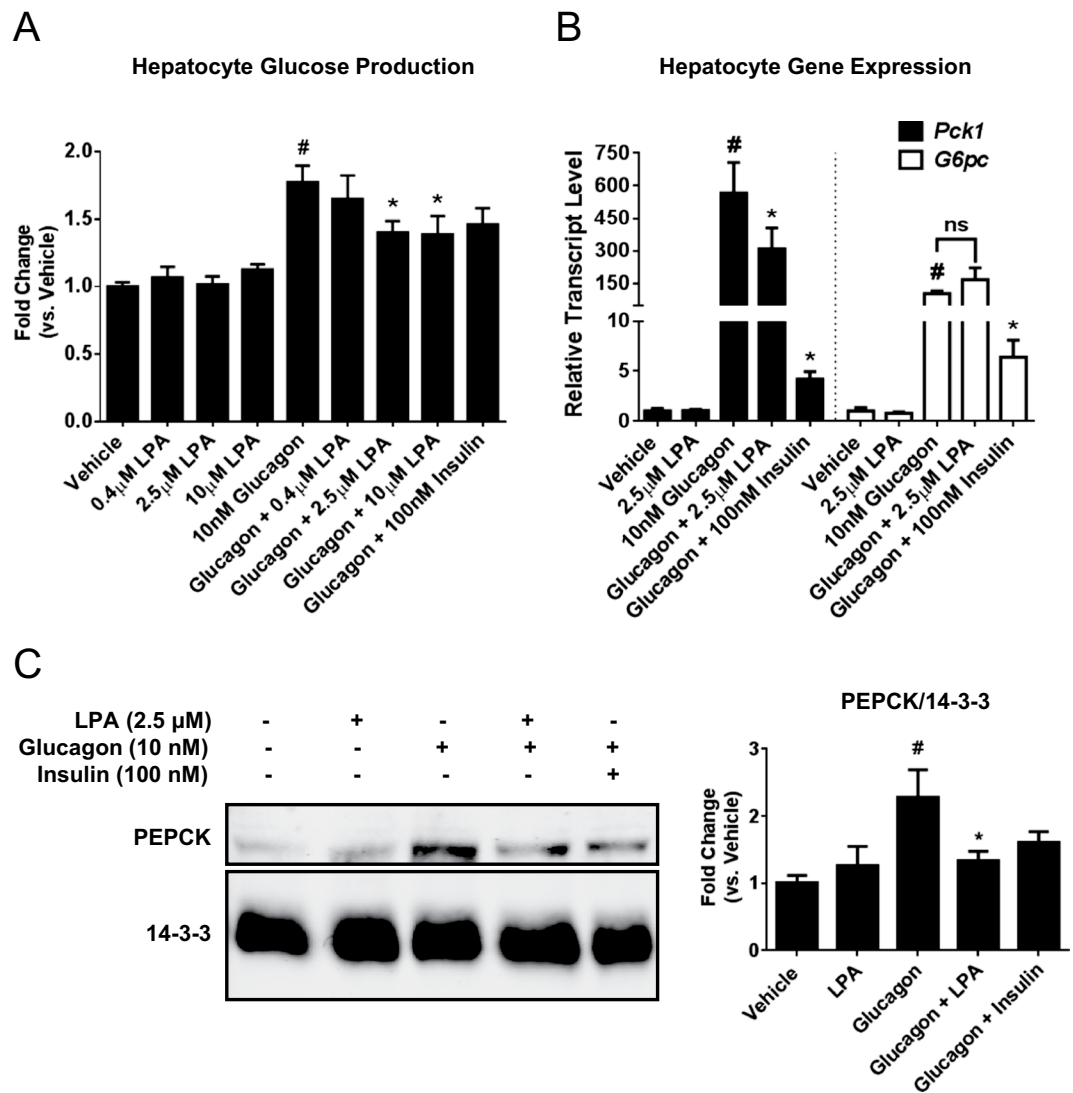 A
Hepatocyte Glucose Production
Fold Change
(vs. Vehicle)
2.0
1.5
1.0
0.5
0.0
#
*
*
Vehicle
0.4μM LPA
2.5μM LPA
10μM LPA
10nM Glucagon
Glucagon + 0.4μM LPA
Glucagon + 2.5μM LPA
Glucagon + 10μM LPA
Glucagon + 100nM Insulin
B
Hepatocyte Gene Expression
Pck1
G6pc
Relative Transcript Level
750
600
450
300
150
10
5
0
#
*
*
#
ns
*
Vehicle
2.5μM LPA
10nM Glucagon
Glucagon + 2.5μM LPA
Glucagon + 100nM Insulin
Vehicle
2.5μM LPA
10nM Glucagon
Glucagon + 2.5μM LPA
Glucagon + 100nM Insulin
C
LPA (2.5 μM) - + - + -
Glucagon (10 nM) - - + + +
Insulin (100 nM) - - - - +
PEPCK
14-3-3
PEPCK/14-3-3
Fold Change
(vs. Vehicle)
3
2
1
0
#
*
Vehicle
LPA
Glucagon
Glucagon + LPA
Glucagon + Insulin